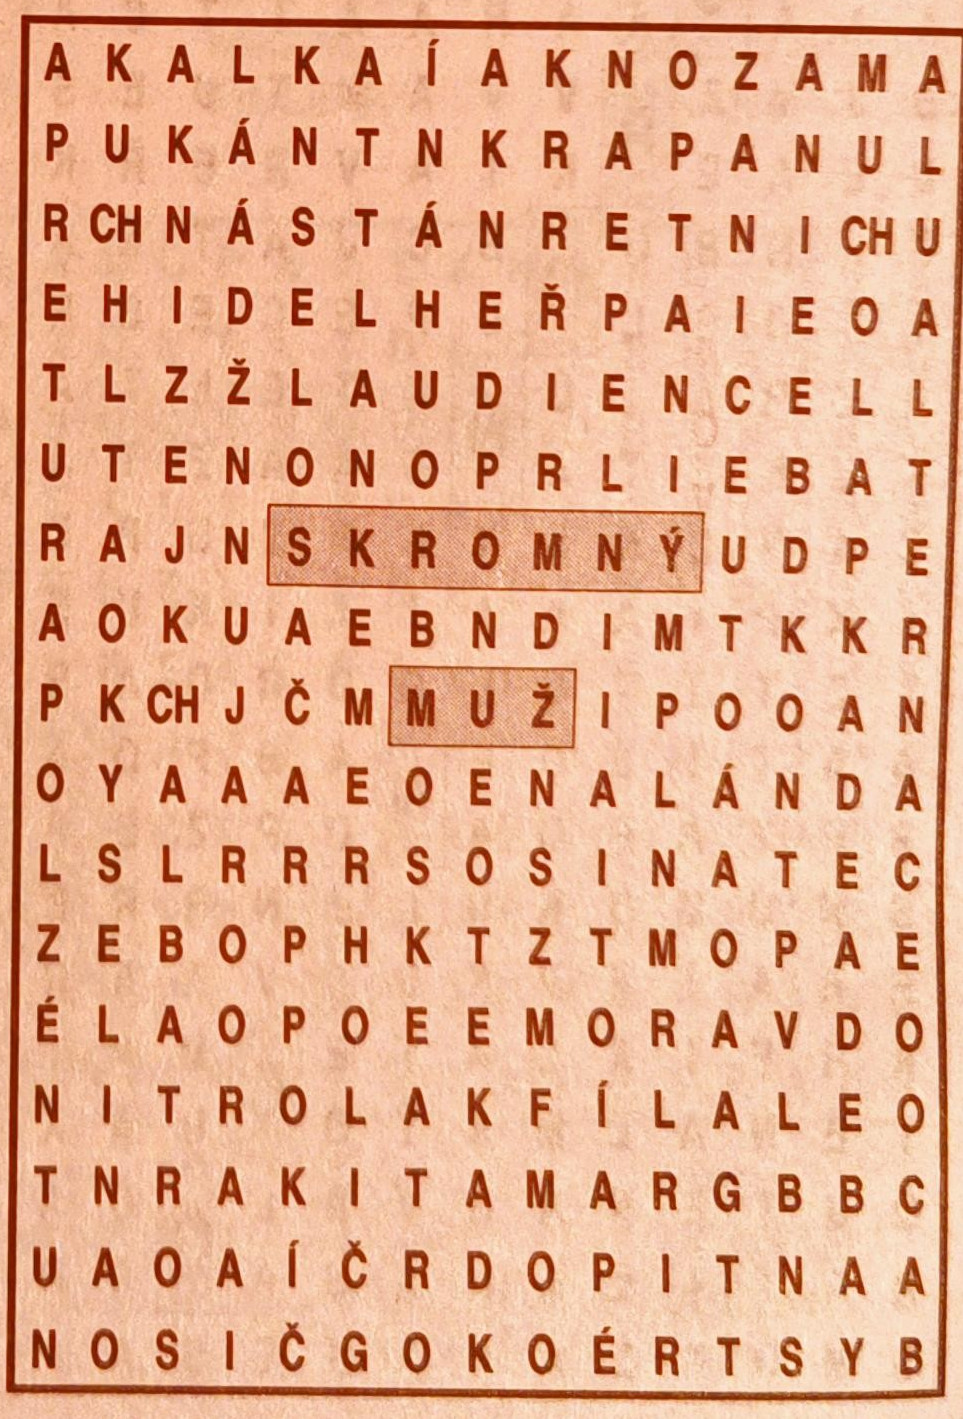 A K A L K A Í A K N O Z A M A
P U K Á N T N K R A P A N U L
R CH N Á S T Á N R E T N I CH U
E H I D E L H E Ř P A I E O A
T L Z Ž L A U D I E N C E L L
U T E N O N O P R L I E B A T
R A J N S K R O M N Ý U D P E
A O K U A E B N D I M T K K R
P K CH J Č M M U Ž I P O O A N
O Y A A A E O E N A L Á N D A
L S L R R R S O S I N A T E C
Z E B O P H K T Z T M O P A E
É L A O P O E E M O R A V D O
N I T R O L A K F Í L A L E O
T N R A K I T A M A R G B B C
U A O A Í Č R D O P I T N A A
N O S I Č G O K O É R T S Y B